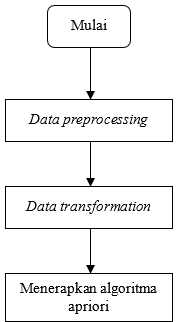 Mulai
Data preprocessing
Data transformation
Menerapkan algoritma
apriori